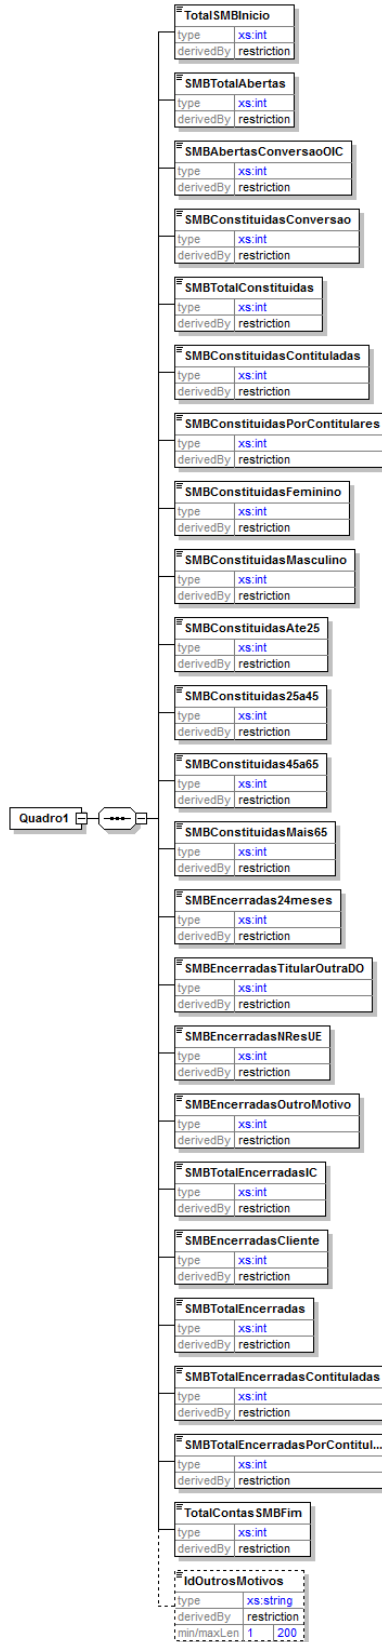 TotalSMBInicio
type xs:int
derivedBy restriction
SMBTotalAbertas
type xs:int
derivedBy restriction
SMBAbertasConversaoOIC
type xs:int
derivedBy restriction
SMBConstituidasConversao
type xs:int
derivedBy restriction
SMBTotalConstituidas
type xs:int
derivedBy restriction
SMBConstituidasContituladas
type xs:int
derivedBy restriction
SMBConstituidasPorContitulares
type xs:int
derivedBy restriction
SMBConstituidasFeminino
type xs:int
derivedBy restriction
SMBConstituidasMasculino
type xs:int
derivedBy restriction
SMBConstituidasAte25
type xs:int
derivedBy restriction
SMBConstituidas25a45
type xs:int
derivedBy restriction
SMBConstituidas45a65
type xs:int
derivedBy restriction
Quadro1
SMBConstituidasMais65
type xs:int
derivedBy restriction
SMBEncerradas24meses
type xs:int
derivedBy restriction
SMBEncerradasTitularOutraDO
type xs:int
derivedBy restriction
SMBEncerradasNResUE
type xs:int
derivedBy restriction
SMBEncerradasOutroMotivo
type xs:int
derivedBy restriction
SMBTotalEncerradasIC
type xs:int
derivedBy restriction
SMBEncerradasCliente
type xs:int
derivedBy restriction
SMBTotalEncerradas
type xs:int
derivedBy restriction
SMBTotalEncerradasContituladas
type xs:int
derivedBy restriction
SMBTotalEncerradasPorContitul...
type xs:int
derivedBy restriction
TotalContasSMBFim
type xs:int
derivedBy restriction
IdOutrosMotivos
type xs:string
derivedBy restriction
min/maxLen 1 200